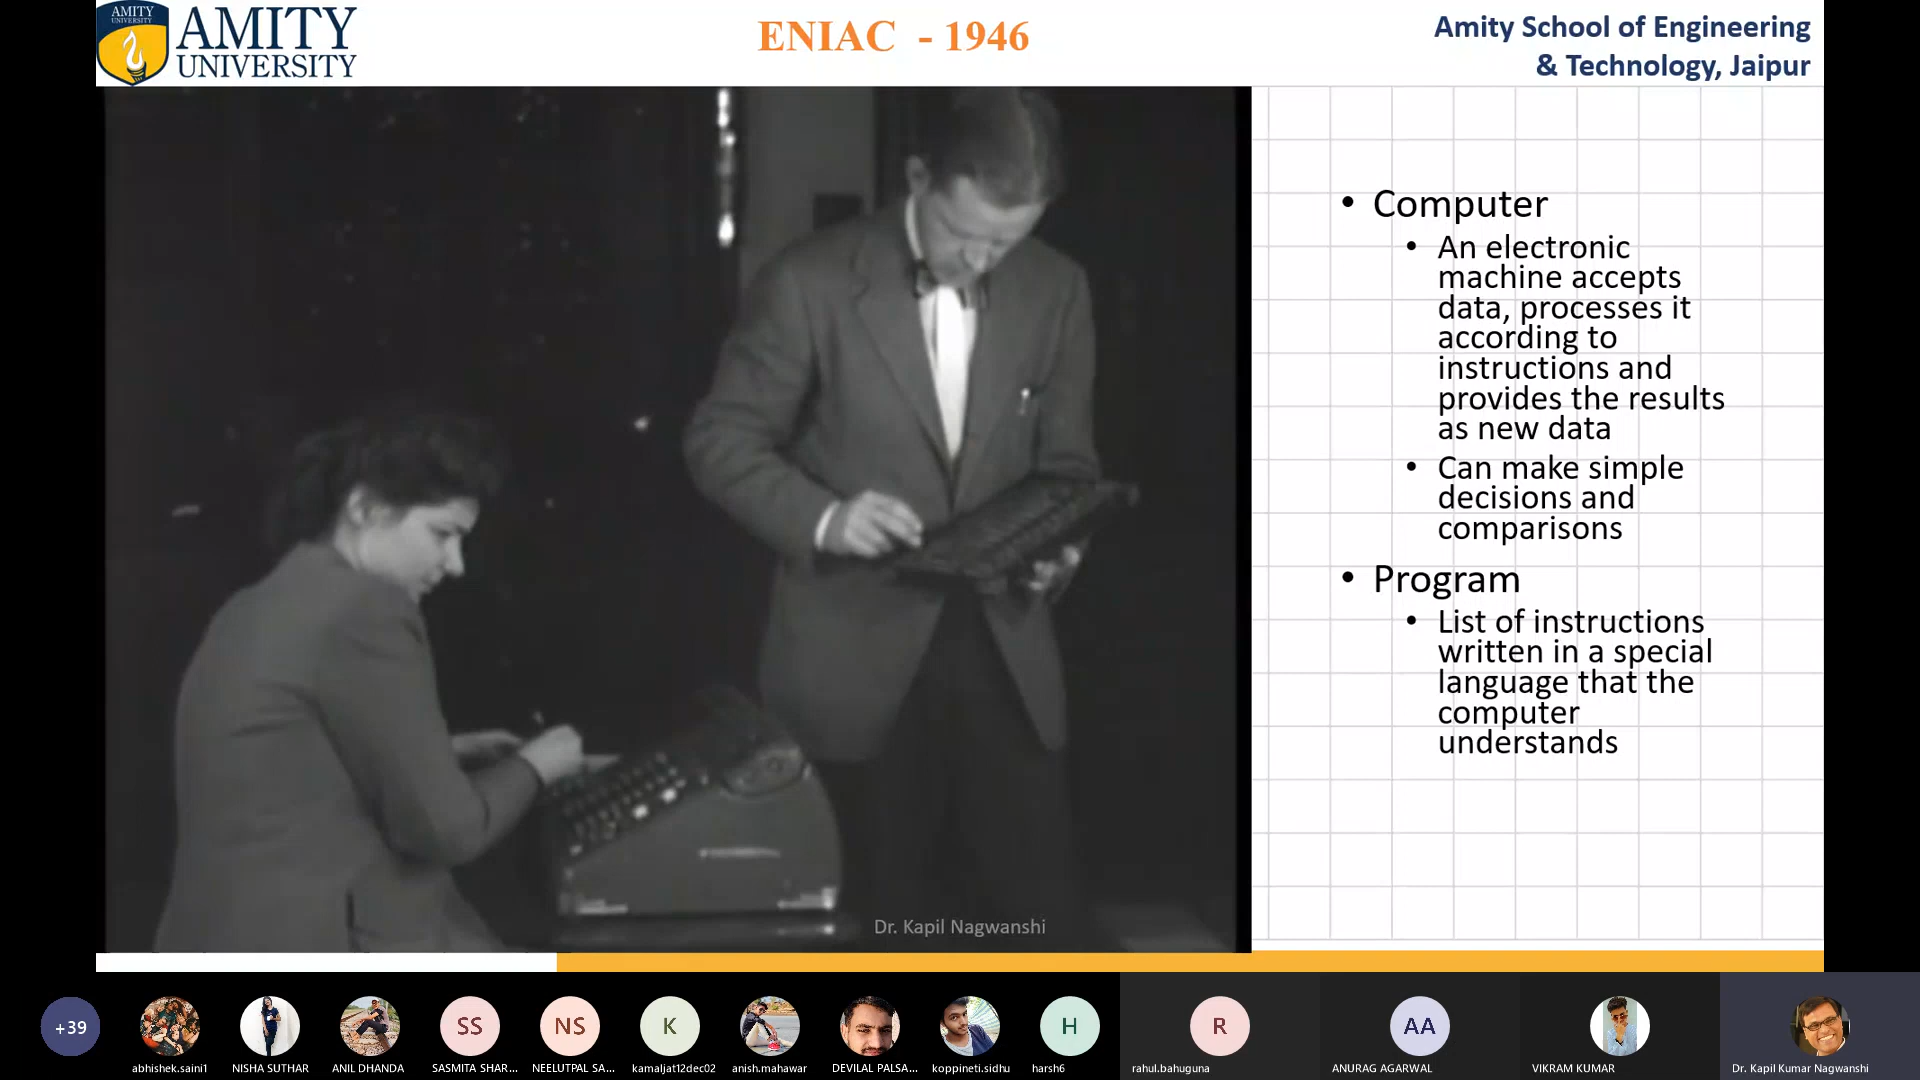 AMITY
UNIVERSITY
AMITY
UNIVERSITY
ENIAC - 1946
Amity School of Engineering
& Technology, Jaipur
• Computer
• An electronic
machine accepts
data, processes it
according to
instructions and
provides the results
as new data
• Can make simple
decisions and
comparisons
• Program
• List of instructions
written in a special
language that the
computer
understands
Dr. Kapil Nagwanshi
+39
SS
NS
K
H
R
AA
abhishek.saini1
NISHA SUTHAR
ANIL DHANDA
SASMITA SHAR...
NEELUTPAL SA...
kamaljat12dec02
anish.mahawar
DEVILAL PALSA...
koppineti.sidhu
harsh6
rahul.bahuguna
ANURAG AGARWAL
VIKRAM KUMAR
Dr. Kapil Kumar Nagwanshi